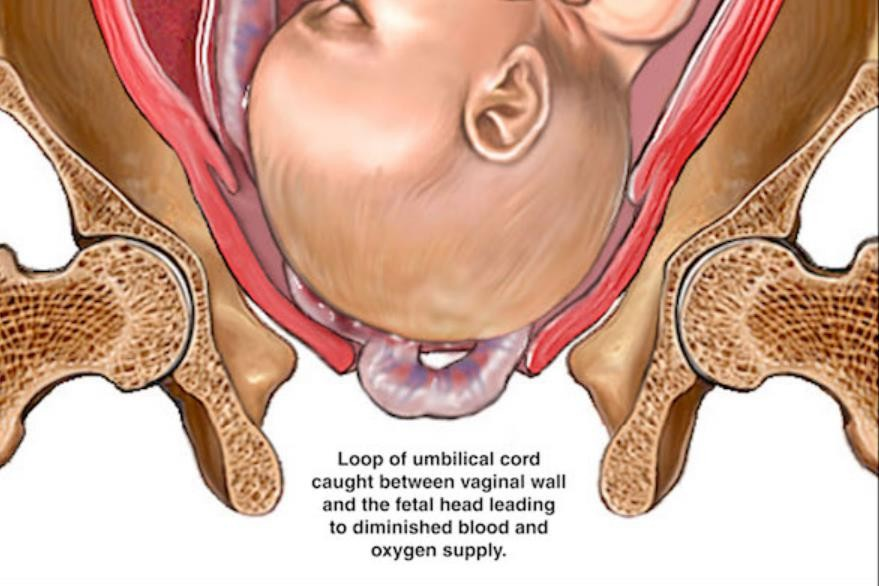 Loop of umbilical cord
caught between vaginal wall
and the fetal head leading
to diminished blood and
oxygen supply.